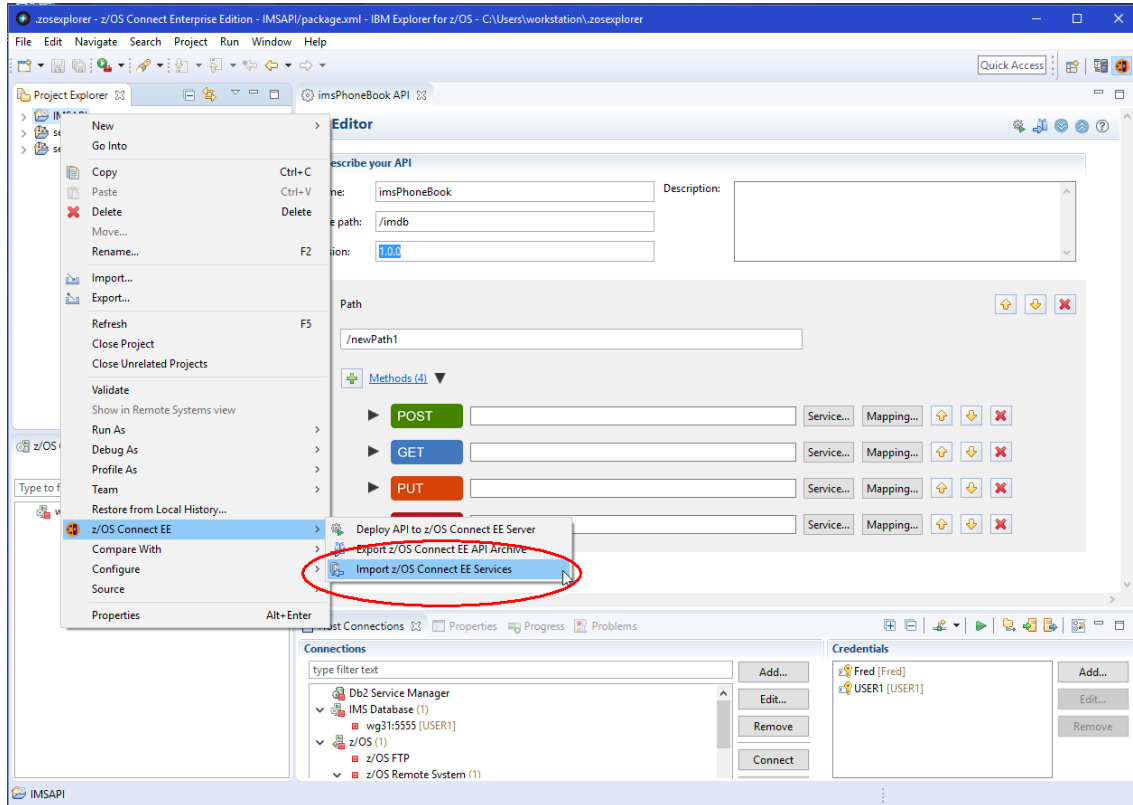 .zosexplorer - z/OS Connect Enterprise Edition - IMSAPI/package.xml - IBM Explorer for z/OS - C:\Users\workstation\.zosexplorer
File Edit Navigate Search Project Run Window Help
Quick Access
Project Explorer
imsPhoneBook API
Editor
New
Go Into
Copy Ctrl+C
Paste Ctrl+V
Delete Delete
Move...
Rename... F2
Import...
Export...
Refresh F5
Close Project
Close Unrelated Projects
Validate
Show in Remote Systems view
Run As
Debug As
Profile As
Team
Restore from Local History...
z/OS Connect EE
Compare With
Configure
Source
Properties Alt+Enter
Deploy API to z/OS Connect EE Server
Export z/OS Connect EE API Archive
Import z/OS Connect EE Services
escribe your API
me: imsPhoneBook Description:
e path: /imdb
sion: 1.0.0
Path
/newPath1
Methods (4)
POST Service... Mapping...
GET Service... Mapping...
PUT Service... Mapping...
Service... Mapping...
z/OS
Type to f
Host Connections Properties Progress Problems
Connections
type filter text
Db2 Service Manager
IMS Database (1)
wg31:5555 [USER1]
z/OS (1)
z/OS FTP
z/OS Remote System (1)
Add...
Edit...
Remove
Connect
Credentials
Fred [Fred]
USER1 [USER1]
Add...
Edit...
Remove
IMSAPI